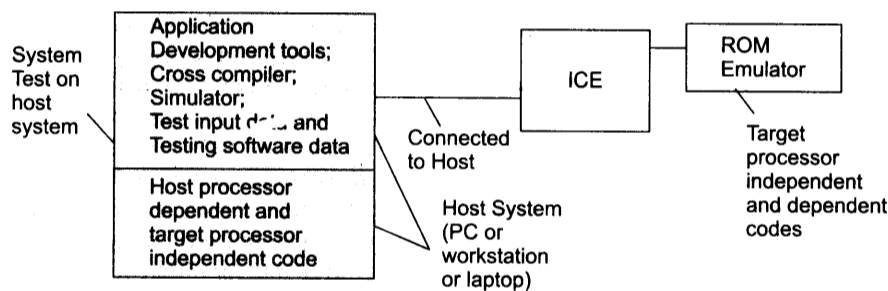 System
Test on
host
system
Application
Development tools;
Cross compiler;
Simulator;
Test input and
Testing software data
Host processor
dependent and
target processor
independent code
Connected
to Host
Host System
(PC or
workstation
or laptop)
ICE
ROM
Emulator
Target
processor
independent
and dependent
codes